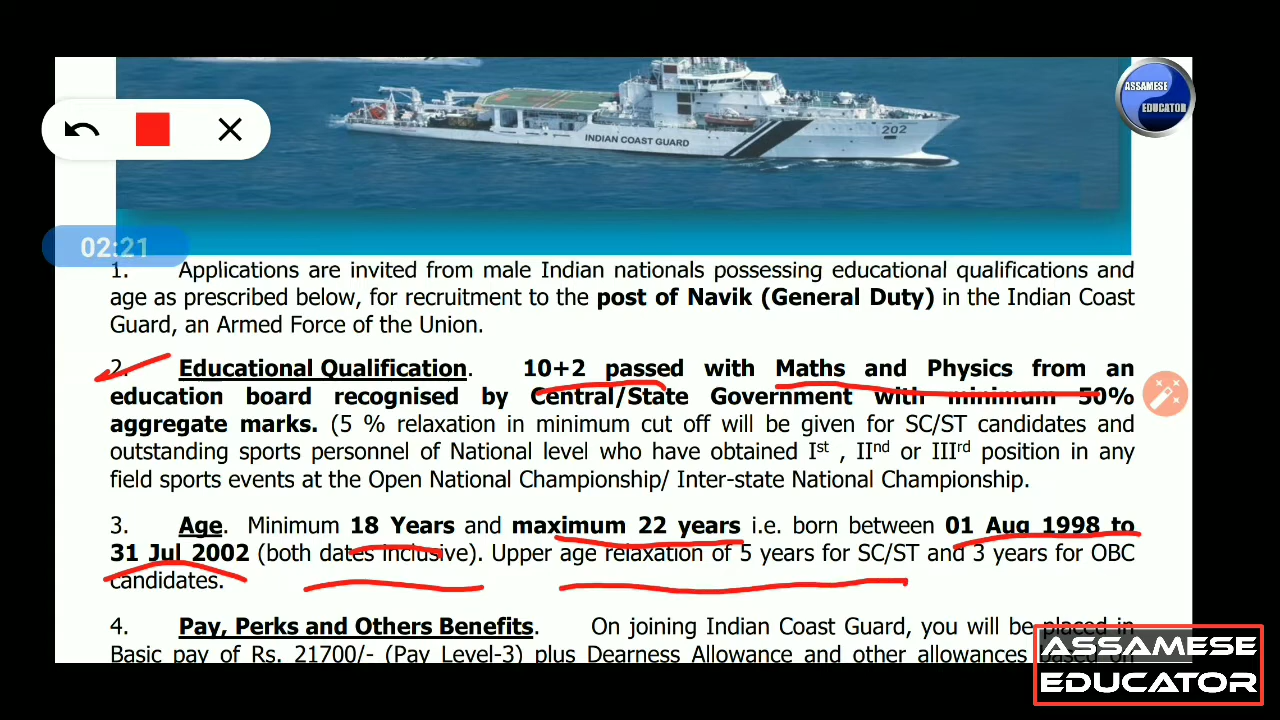 INDIAN COAST GUARD
202
ASSAMESE
EDUCATOR
02:21
1. Applications are invited from male Indian nationals possessing educational qualifications and
age as prescribed below, for recruitment to the post of Navik (General Duty) in the Indian Coast
Guard, an Armed Force of the Union.
2. Educational Qualification. 10+2 passed with Maths and Physics from an
education board recognised by Central/State Government with minimum 50%
aggregate marks. (5 % relaxation in minimum cut off will be given for SC/ST candidates and
outstanding sports personnel of National level who have obtained Ist , IInd or IIIrd position in any
field sports events at the Open National Championship/ Inter-state National Championship.
3. Age. Minimum 18 Years and maximum 22 years i.e. born between 01 Aug 1998 to
31 Jul 2002 (both dates inclusive). Upper age relaxation of 5 years for SC/ST and 3 years for OBC
candidates.
4. Pay, Perks and Others Benefits. On joining Indian Coast Guard, you will be placed in
Basic pay of Rs. 21700/- (Pay Level-3) plus Dearness Allowance and other allowances based on
ASSAMESE
EDUCATOR